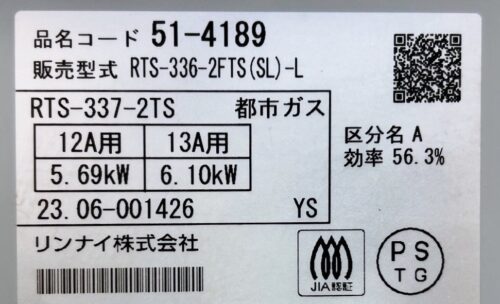 品名コード 51-4189
販売型式 RTS-336-2FTS(SL)-L
RTS-337-2TS 都市ガス
12A用 13A用
5.69kW 6.10kW
区分名 A
効率 56.3%
23.06-001426 YS
リンナイ株式会社
JIA認証
PS
TG